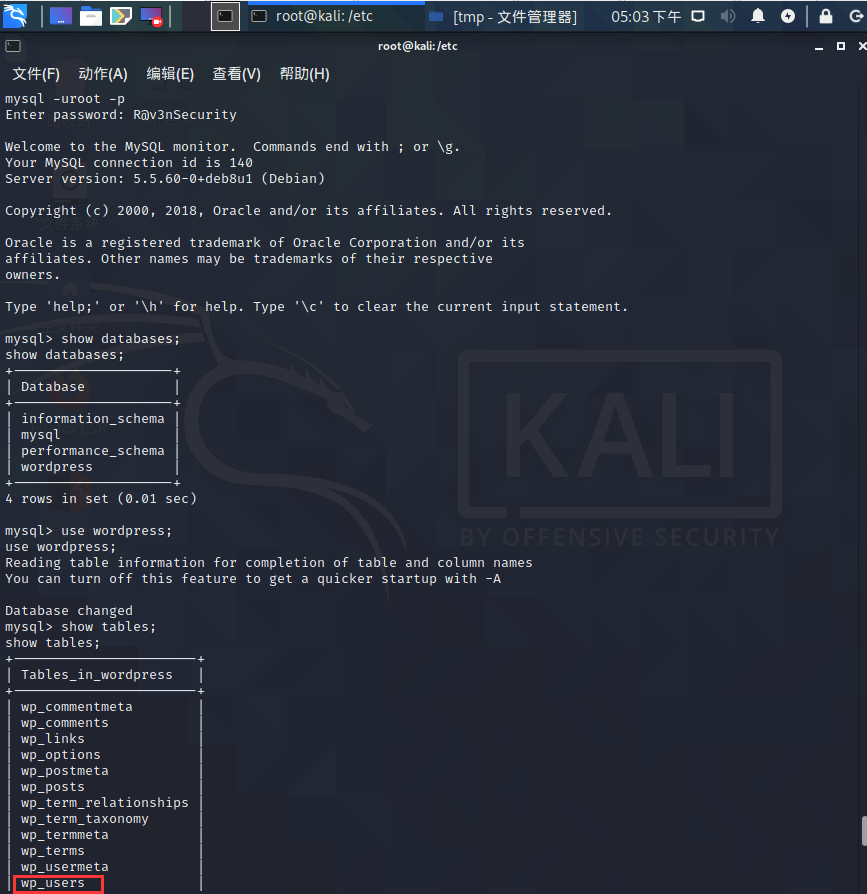 root@kali: /etc
[tmp - 文件管理器]
05:03 下午
root@kali: /etc
文件(F) 动作(A) 编辑(E) 查看(V) 帮助(H)
mysql -uroot -p
Enter password: R@v3nSecurity
Welcome to the MySQL monitor.  Commands end with ; or \g.
Your MySQL connection id is 140
Server version: 5.5.60-0+deb8u1 (Debian)
Copyright (c) 2000, 2018, Oracle and/or its affiliates. All rights reserved.
Oracle is a registered trademark of Oracle Corporation and/or its
affiliates. Other names may be trademarks of their respective
owners.
Type 'help;' or '\h' for help. Type '\c' to clear the current input statement.
mysql> show databases;
show databases;
+--------------------+
| Database           |
+--------------------+
| information_schema |
| mysql              |
| performance_schema |
| wordpress          |
+--------------------+
4 rows in set (0.01 sec)
mysql> use wordpress;
use wordpress;
Reading table information for completion of table and column names
You can turn off this feature to get a quicker startup with -A
Database changed
mysql> show tables;
show tables;
+-----------------------+
| Tables_in_wordpress   |
+-----------------------+
| wp_commentmeta        |
| wp_comments           |
| wp_links              |
| wp_options            |
| wp_postmeta           |
| wp_posts              |
| wp_term_relationships |
| wp_term_taxonomy      |
| wp_termmeta           |
| wp_terms              |
| wp_usermeta           |
| wp_users              |
KALI
BY OFFENSIVE SECURITY